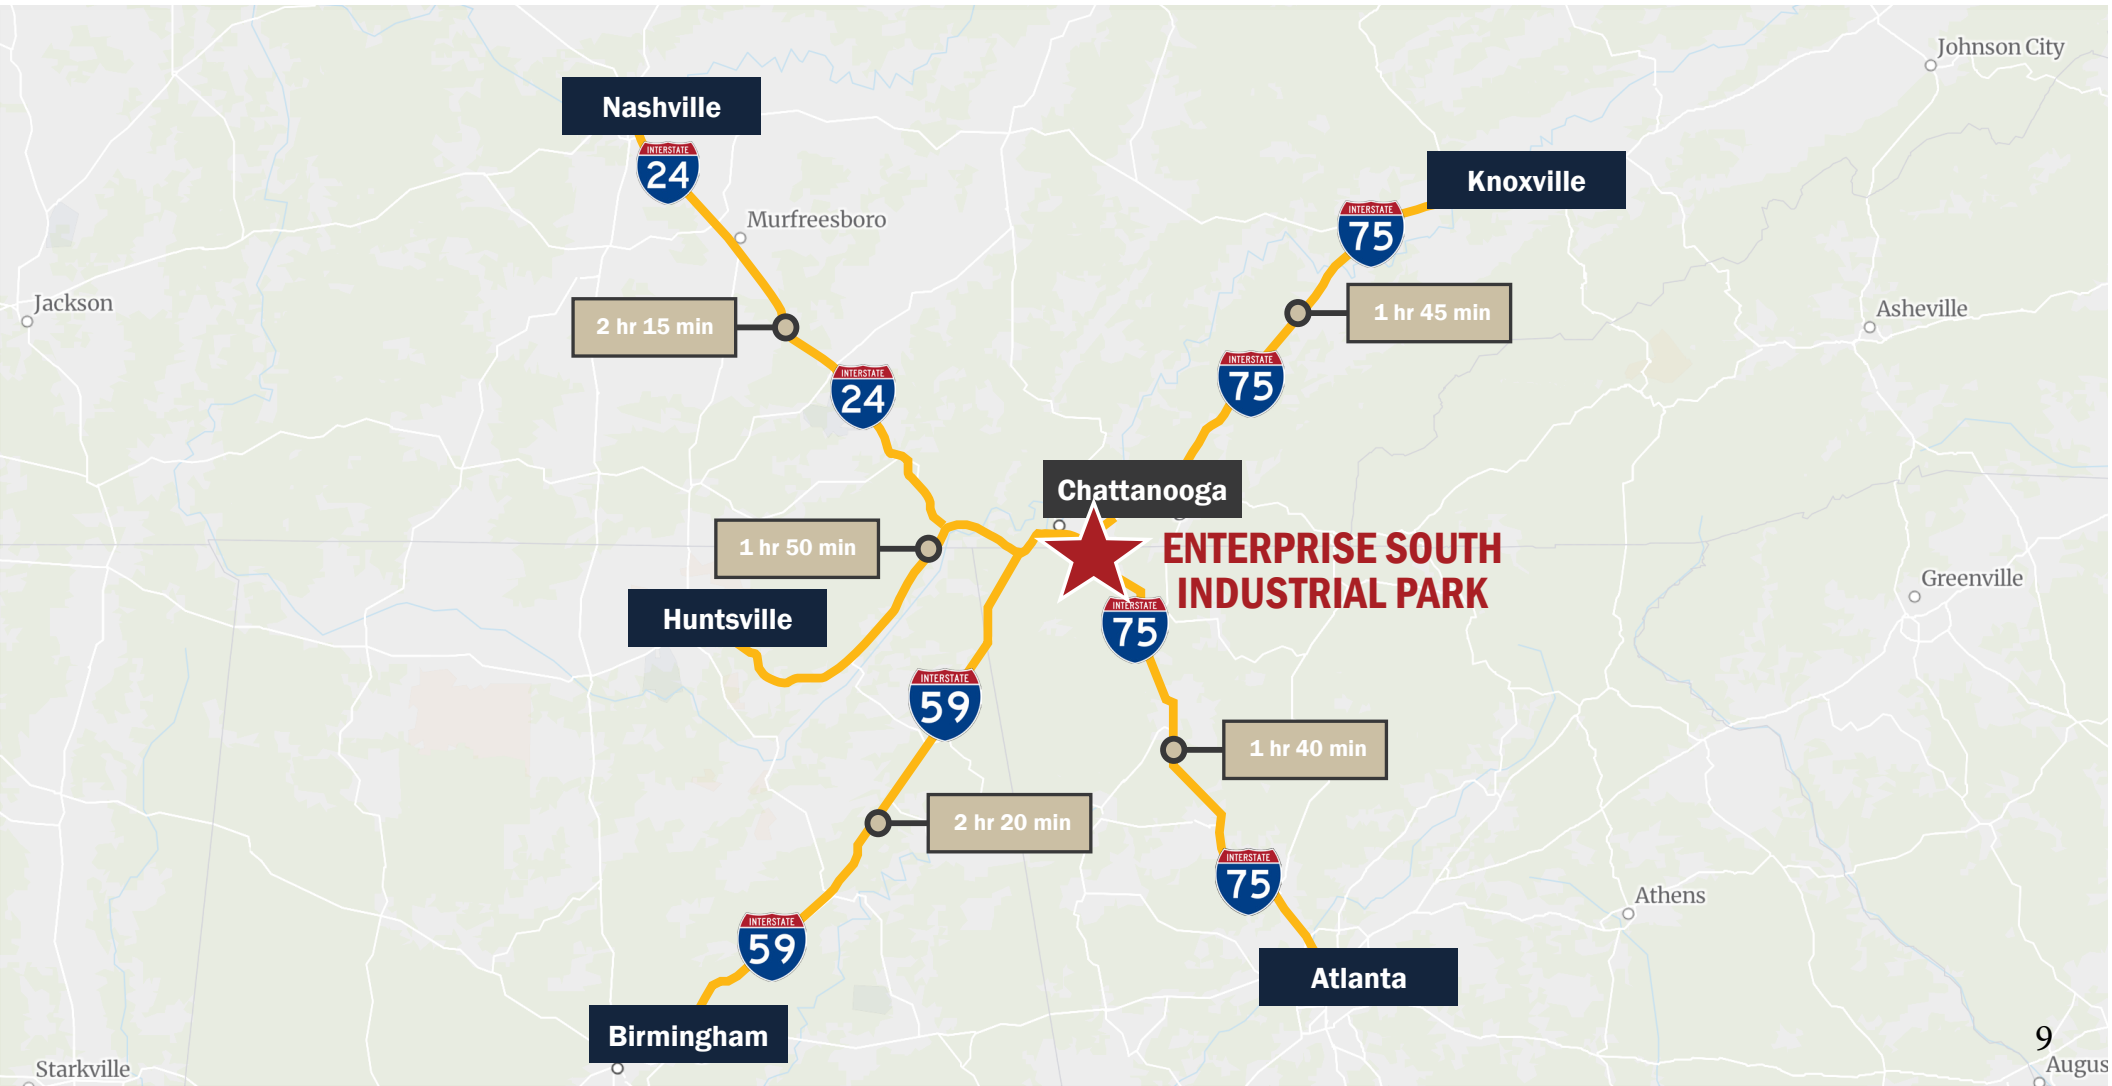 Johnson City
Nashville
INTERSTATE
24
Knoxville
INTERSTATE
75
Murfreesboro
Jackson
2 hr 15 min
1 hr 45 min
Asheville
INTERSTATE
24
INTERSTATE
75
Chattanooga
1 hr 50 min
ENTERPRISE SOUTH
INDUSTRIAL PARK
Greenville
Huntsville
INTERSTATE
75
INTERSTATE
59
1 hr 40 min
2 hr 20 min
INTERSTATE
75
Athens
INTERSTATE
59
Atlanta
Birmingham
9
Starkville
Augus